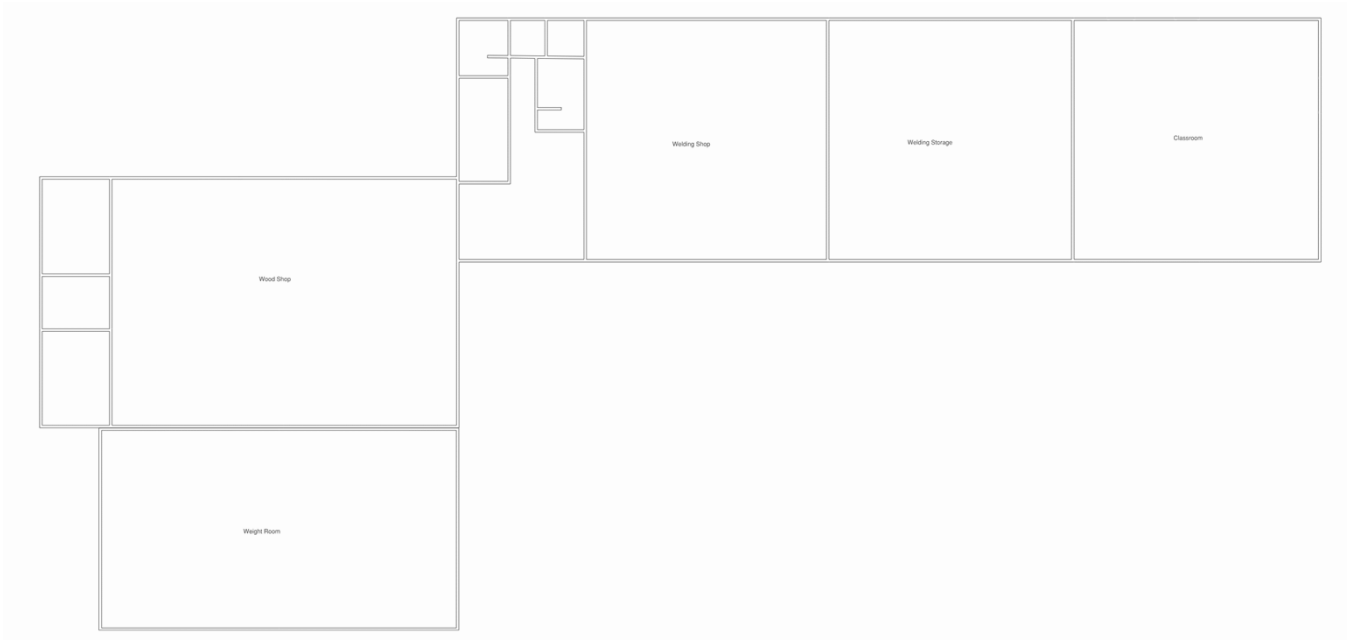 Welding Shop
Welding Storage
Classroom
Wood Shop
Weight Room